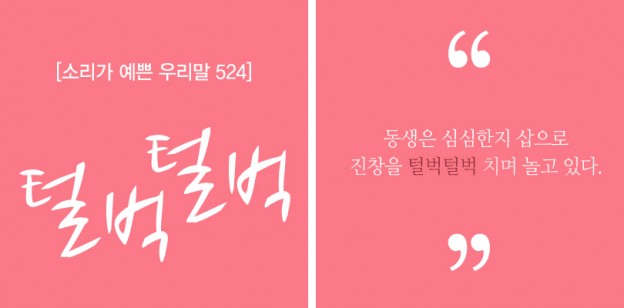 [소리가 예쁜 우리말 524]
털벅털벅
“
동생은 심심한지 삽으로
진창을 털벅털벅 치며 놀고 있다.
”